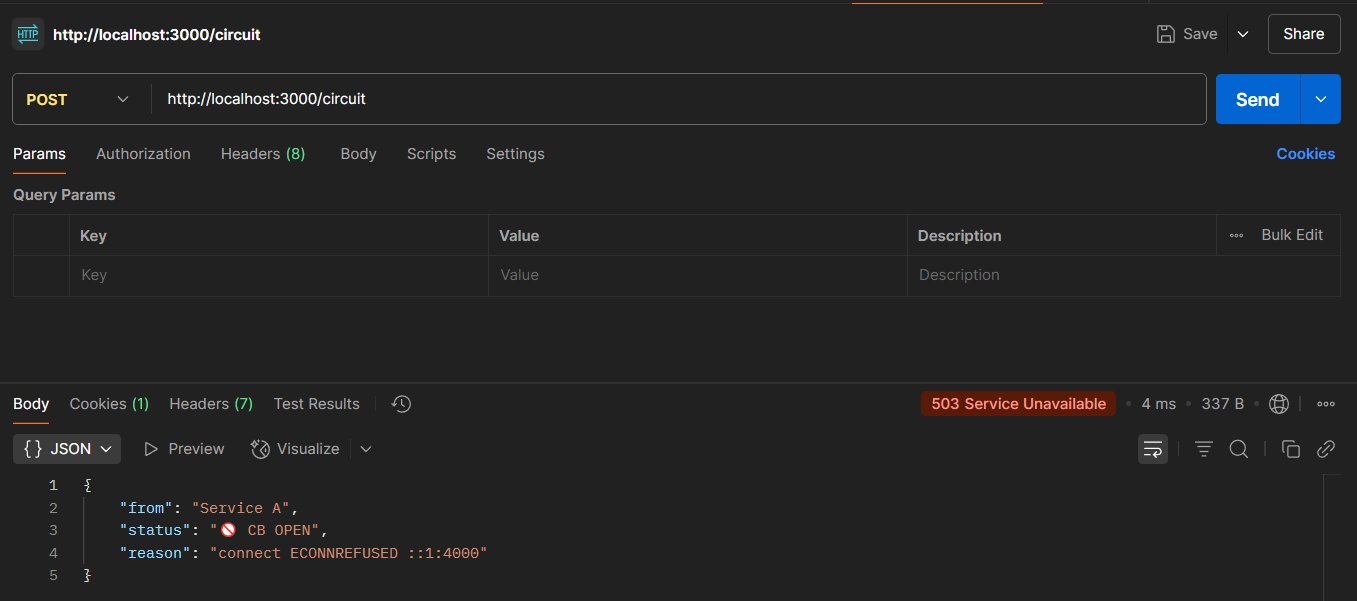 HTTP http://localhost:3000/circuit Save Share
POST http://localhost:3000/circuit Send
Params Authorization Headers (8) Body Scripts Settings Cookies
Query Params
Key Value Description Bulk Edit
Key Value Description
Body Cookies (1) Headers (7) Test Results 503 Service Unavailable • 4 ms • 337 B •
{} JSON Preview Visualize
1 {
2 "from": "Service A",
3 "status": "🚫 CB OPEN",
4 "reason": "connect ECONNREFUSED ::1:4000"
5 }